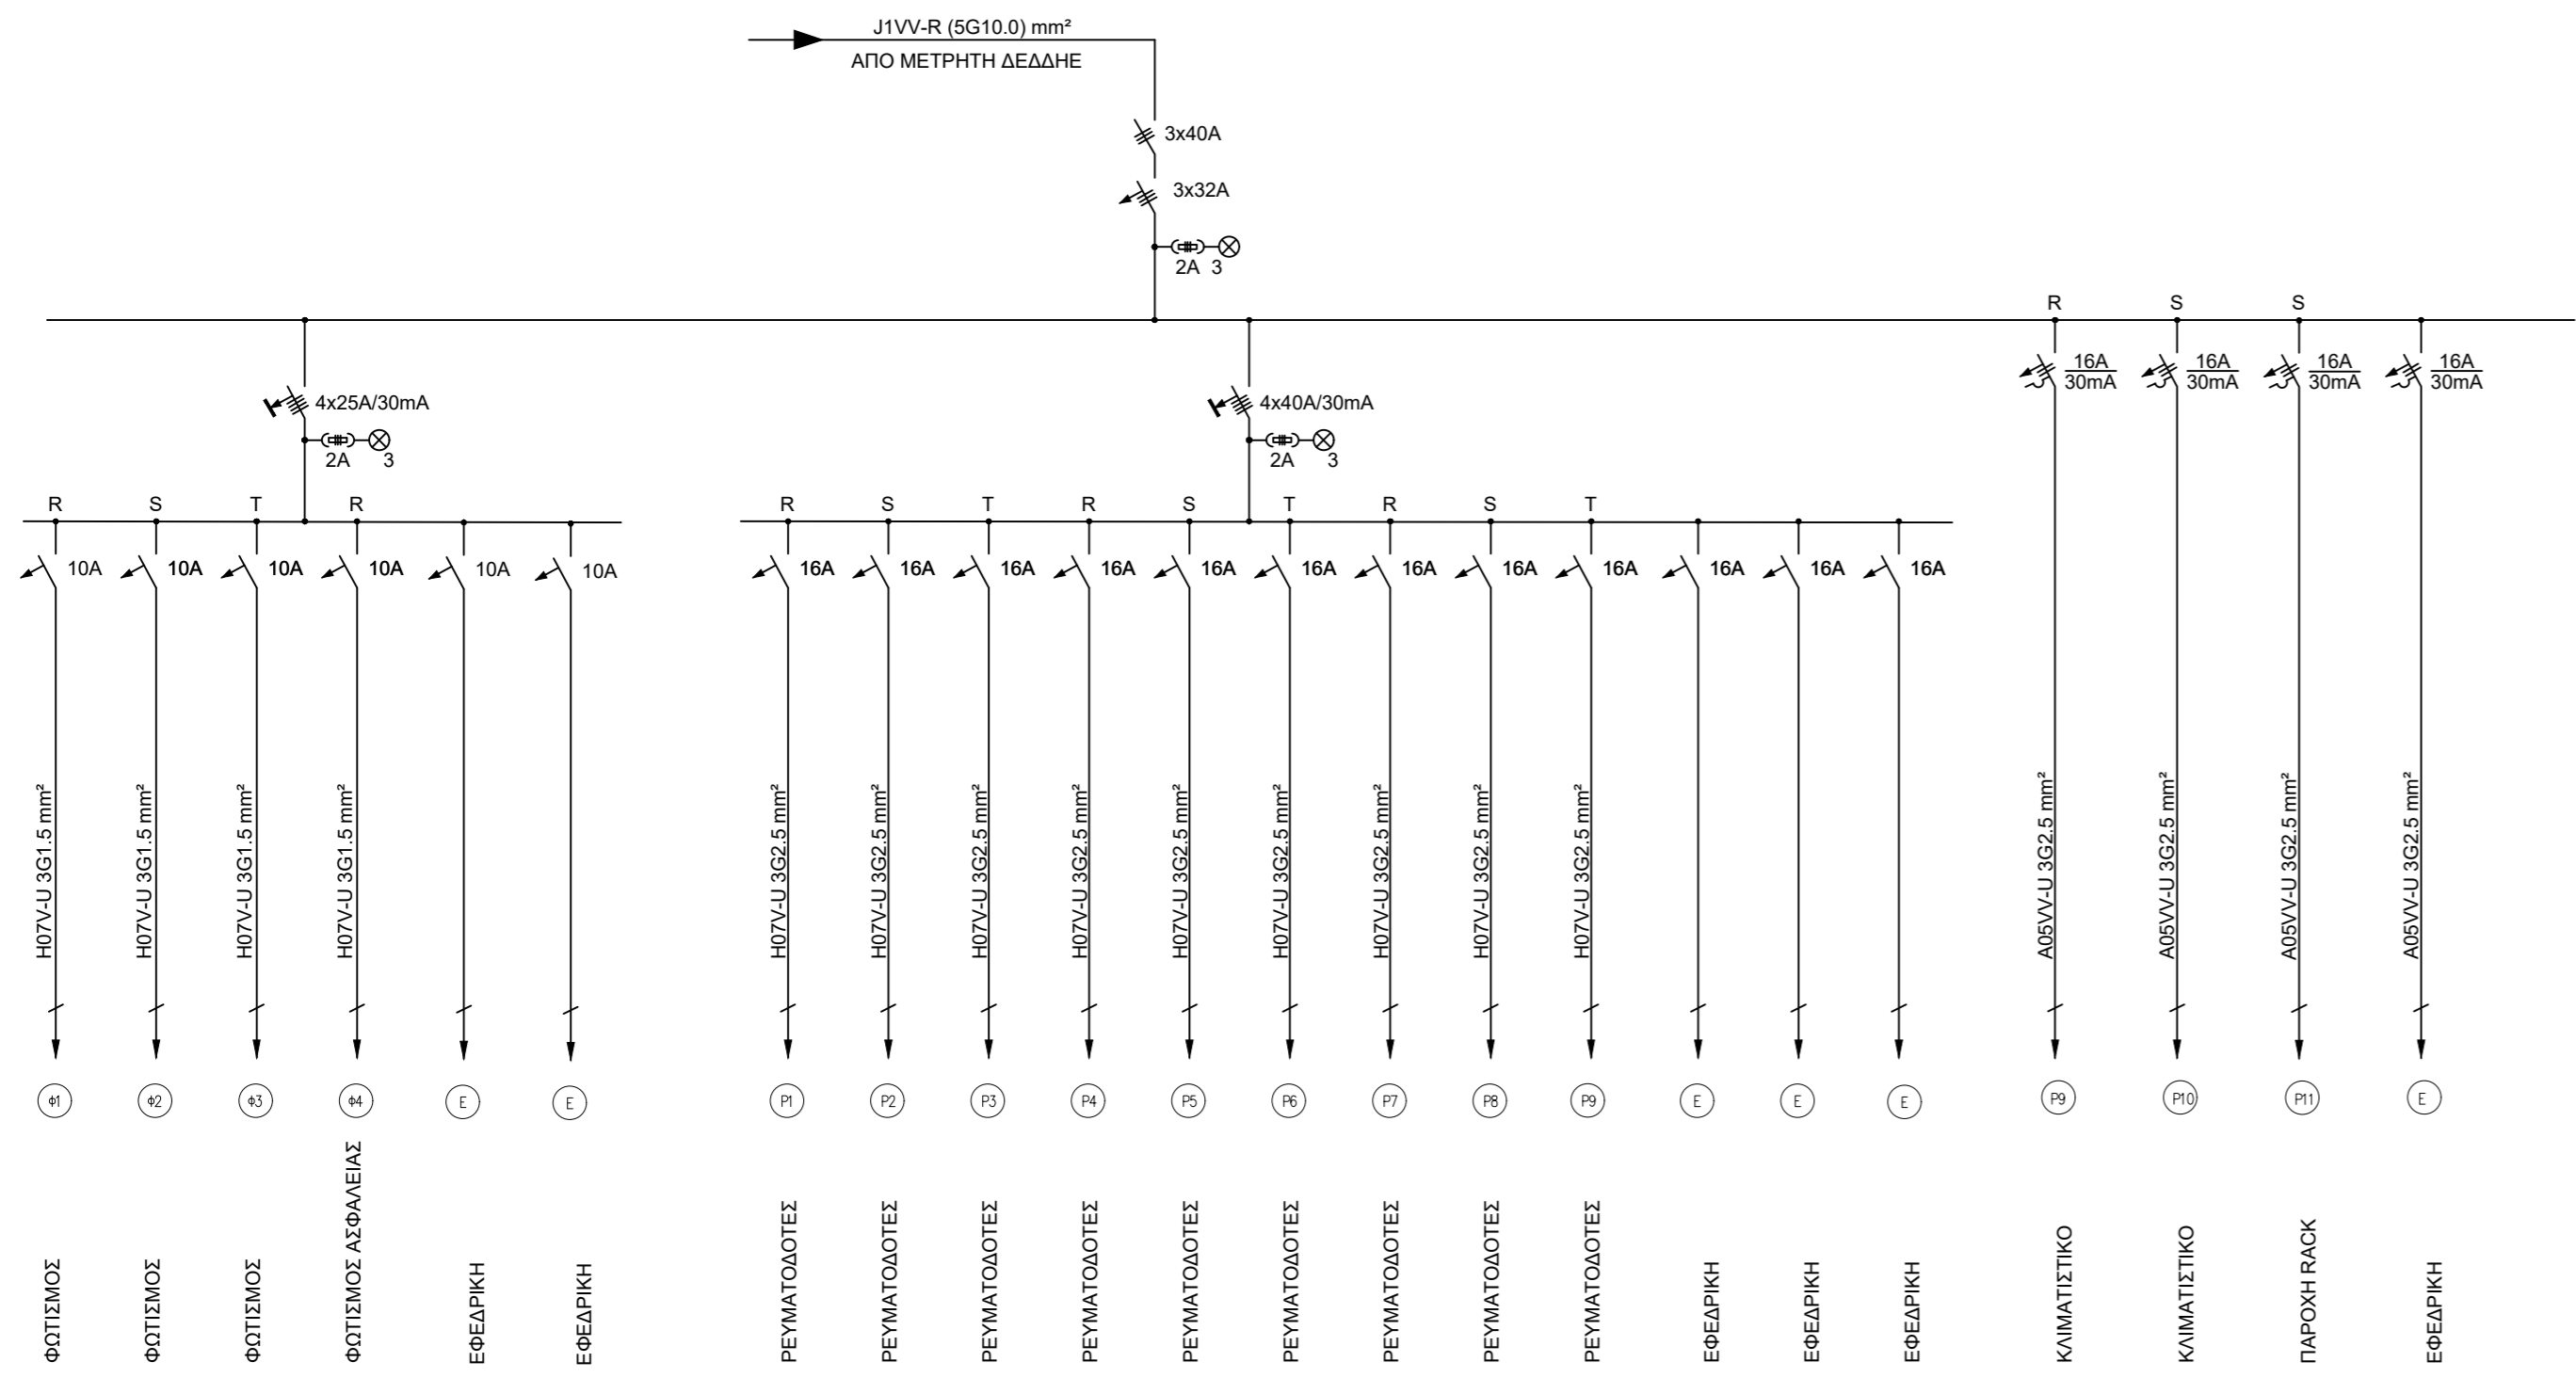 J1VV-R (5G10.0) mm²
ΑΠΟ ΜΕΤΡΗΤΗ ΔΕΔΔΗΕ
3x40A
3x32A
2A 3
R S S
16A 16A 16A 16A
30mA 30mA 30mA 30mA
4x25A/30mA
4x40A/30mA
2A 3
2A 3
R S T R
R S T R S T R S T
10A 10A 10A 10A 10A 10A
16A 16A 16A 16A 16A 16A 16A 16A 16A 16A 16A 16A
H07V-U 3G1.5 mm²
H07V-U 3G1.5 mm²
H07V-U 3G1.5 mm²
H07V-U 3G1.5 mm²
H07V-U 3G2.5 mm²
H07V-U 3G2.5 mm²
H07V-U 3G2.5 mm²
H07V-U 3G2.5 mm²
H07V-U 3G2.5 mm²
H07V-U 3G2.5 mm²
H07V-U 3G2.5 mm²
H07V-U 3G2.5 mm²
H07V-U 3G2.5 mm²
A05VV-U 3G2.5 mm²
A05VV-U 3G2.5 mm²
A05VV-U 3G2.5 mm²
A05VV-U 3G2.5 mm²
Φ1 Φ2 Φ3 Φ4 E E
P1 P2 P3 P4 P5 P6 P7 P8 P9 E E E
P9 P10 P11 E
ΦΩΤΙΣΜΟΣ
ΦΩΤΙΣΜΟΣ
ΦΩΤΙΣΜΟΣ
ΦΩΤΙΣΜΟΣ ΑΣΦΑΛΕΙΑΣ
ΕΦΕΔΡΙΚΗ
ΕΦΕΔΡΙΚΗ
ΡΕΥΜΑΤΟΔΟΤΕΣ
ΡΕΥΜΑΤΟΔΟΤΕΣ
ΡΕΥΜΑΤΟΔΟΤΕΣ
ΡΕΥΜΑΤΟΔΟΤΕΣ
ΡΕΥΜΑΤΟΔΟΤΕΣ
ΡΕΥΜΑΤΟΔΟΤΕΣ
ΡΕΥΜΑΤΟΔΟΤΕΣ
ΡΕΥΜΑΤΟΔΟΤΕΣ
ΡΕΥΜΑΤΟΔΟΤΕΣ
ΕΦΕΔΡΙΚΗ
ΕΦΕΔΡΙΚΗ
ΕΦΕΔΡΙΚΗ
ΚΛΙΜΑΤΙΣΤΙΚΟ
ΚΛΙΜΑΤΙΣΤΙΚΟ
ΠΑΡΟΧΗ RACK
ΕΦΕΔΡΙΚΗ